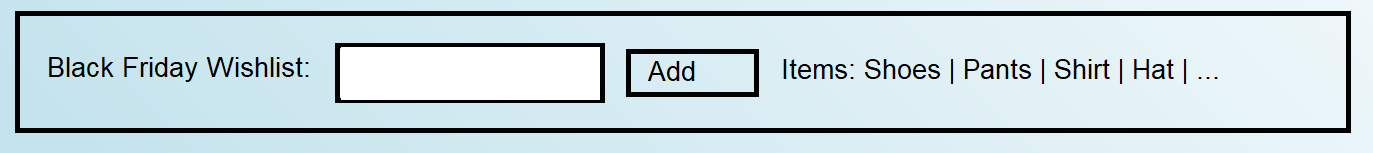 Black Friday Wishlist: Add Items: Shoes | Pants | Shirt | Hat | ...